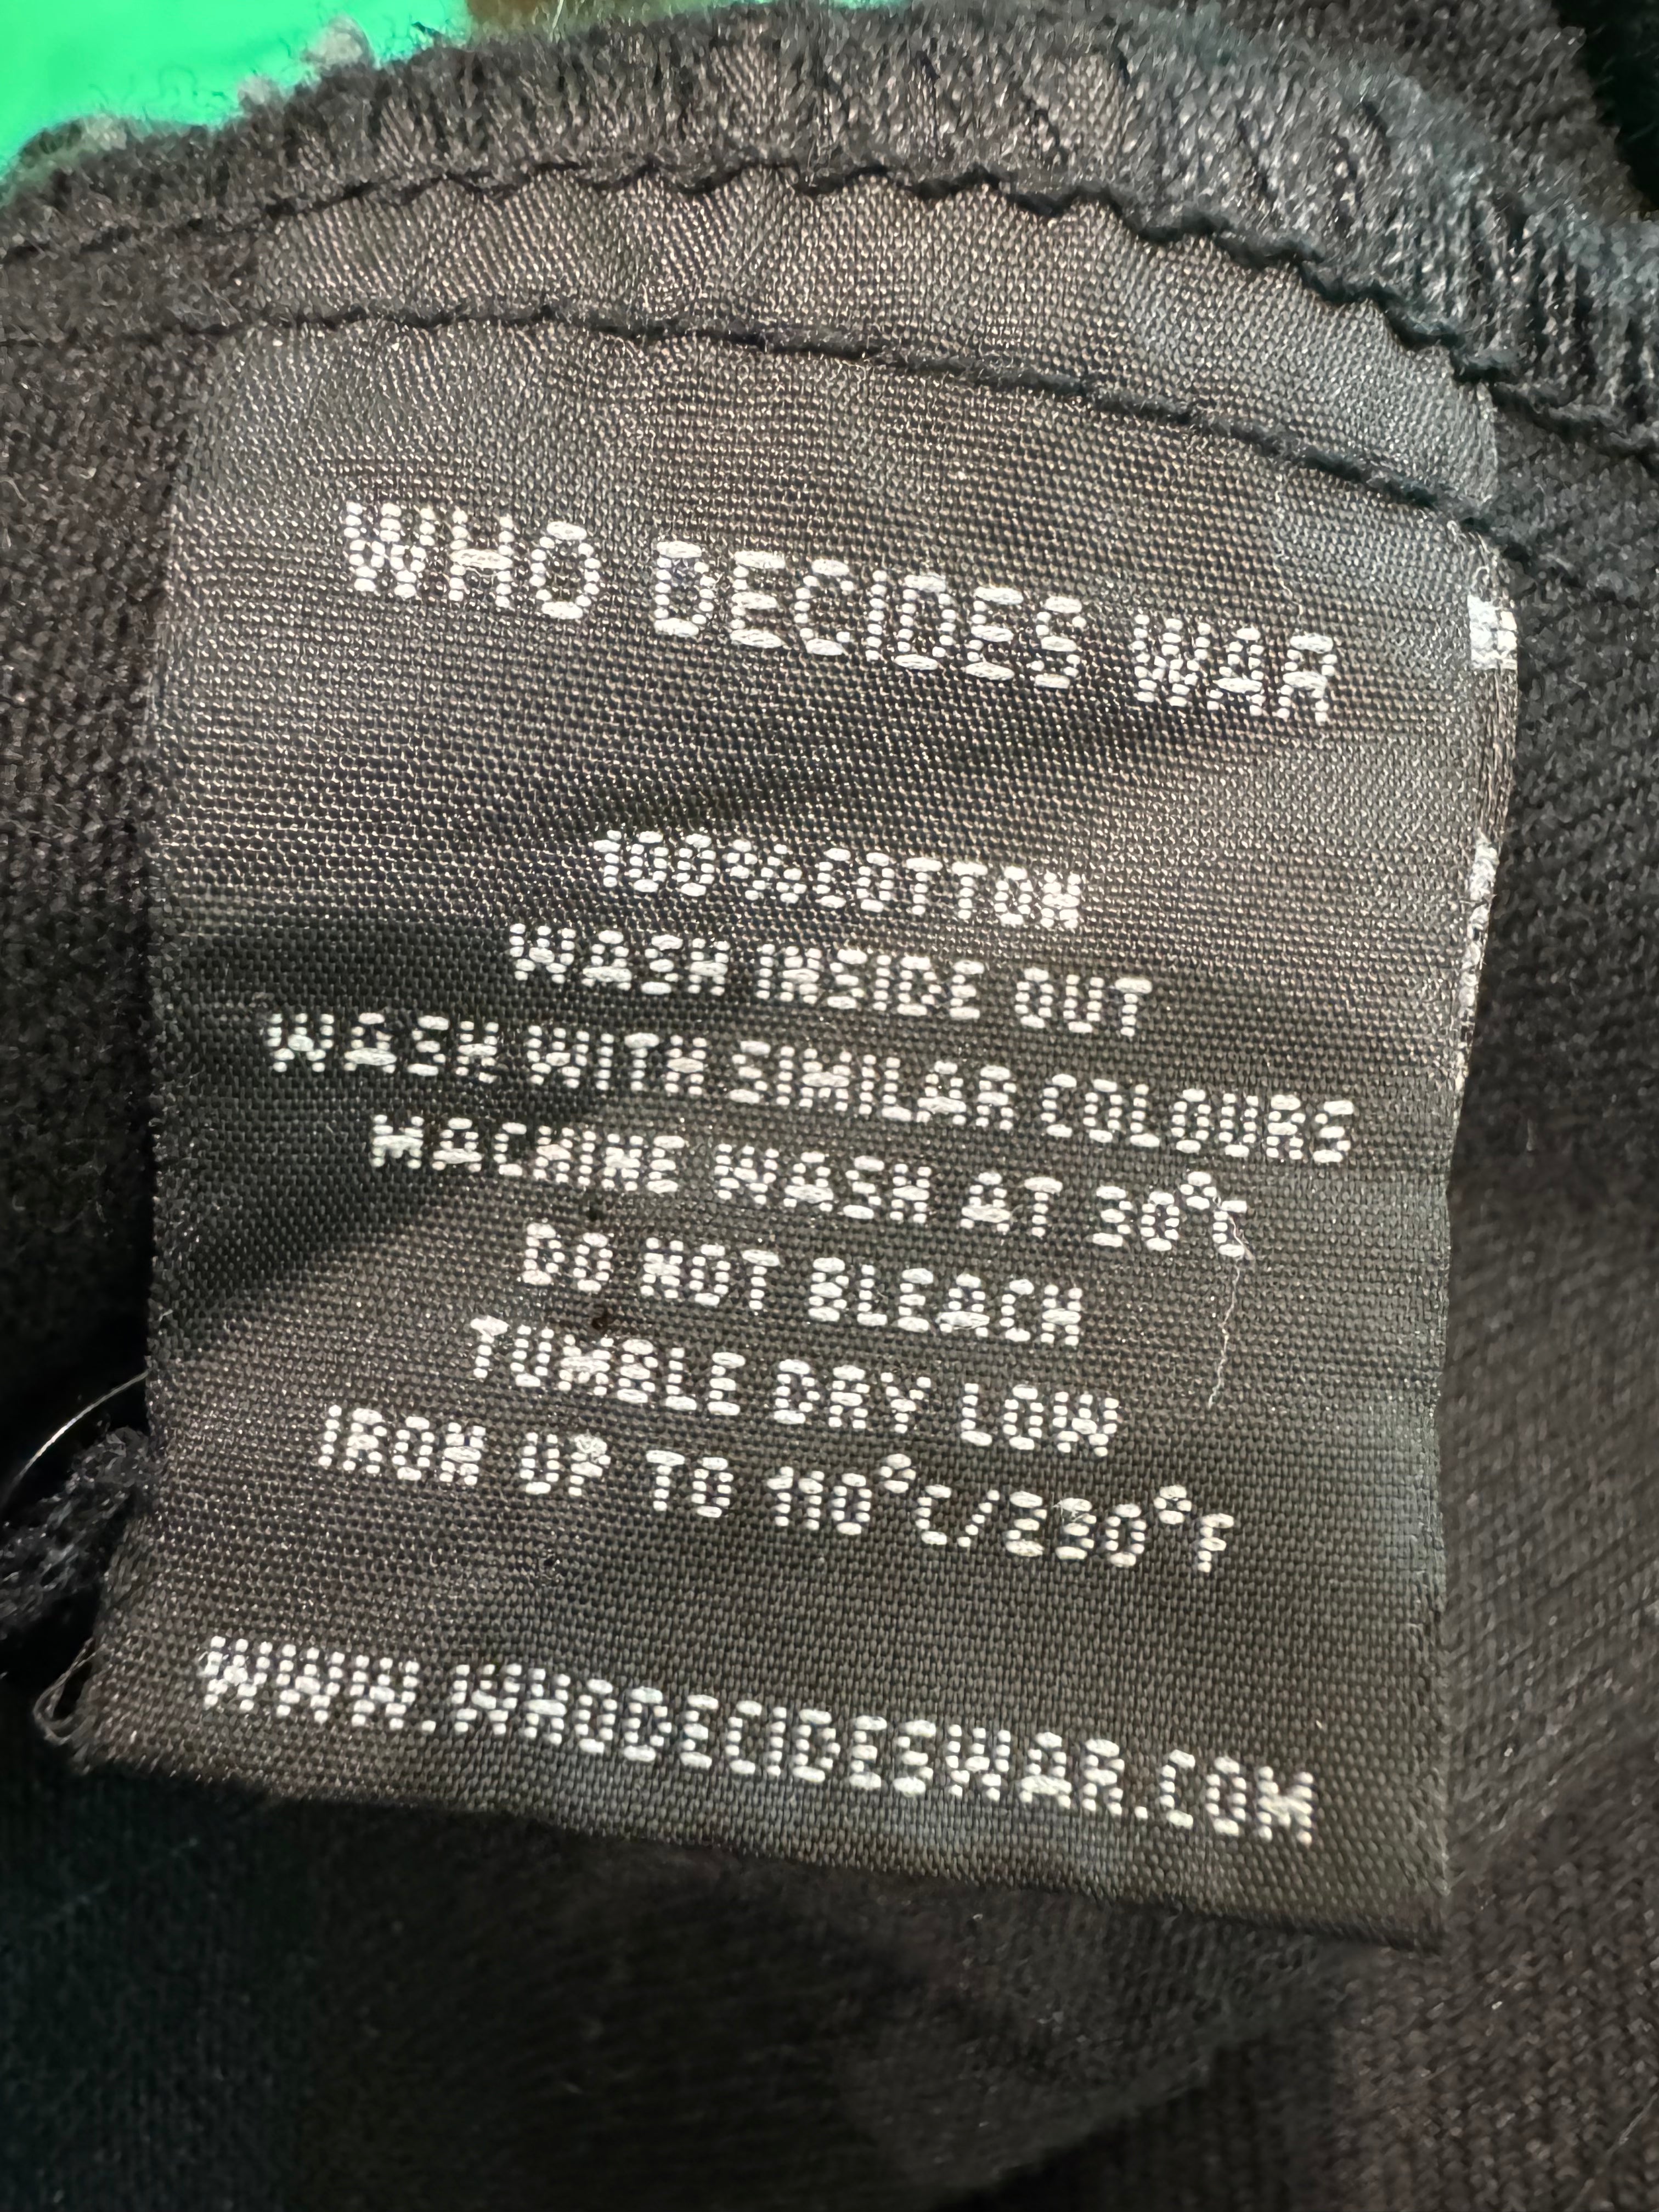 WHO DECIDES WAR
100% COTTON
WASH INSIDE OUT
WASH WITH SIMILAR COLOURS
MACHINE WASH AT 30°C
DO NOT BLEACH
TUMBLE DRY LOW
IRON UP TO 110°C/230°F
WWW.WHODECIDESWAR.COM